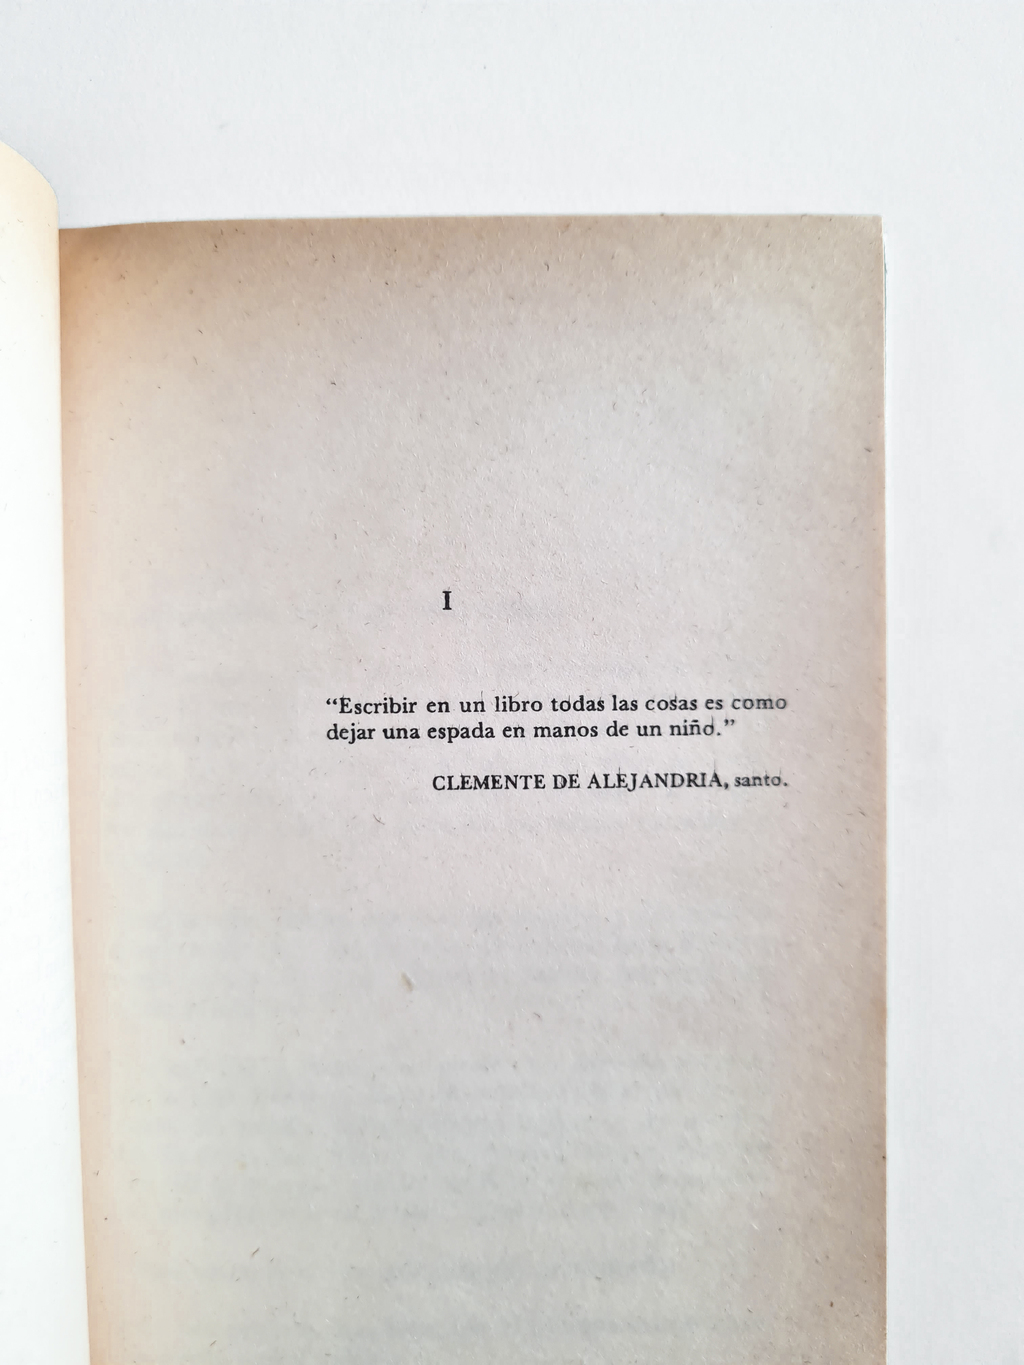 I
“Escribir en un libro todas las cosas es como
dejar una espada en manos de un niño.”
CLEMENTE DE ALEJANDRIA, santo.